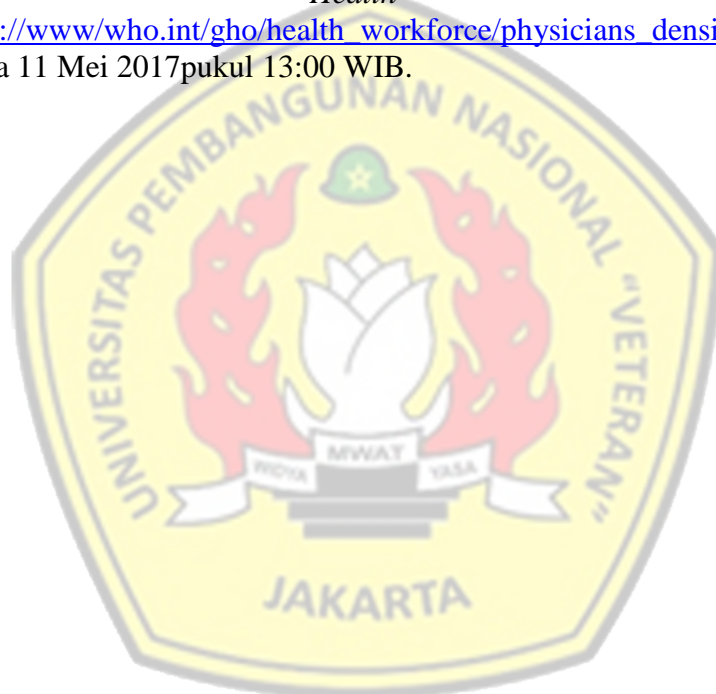 Health
://www/who.int/gho/health_workforce/physicians_densi
a 11 Mei 2017pukul 13:00 WIB.
UNIVERSITAS PEMBANGUNAN NASIONAL "VETERAN"
WIDYA MWAT YASA
JAKARTA